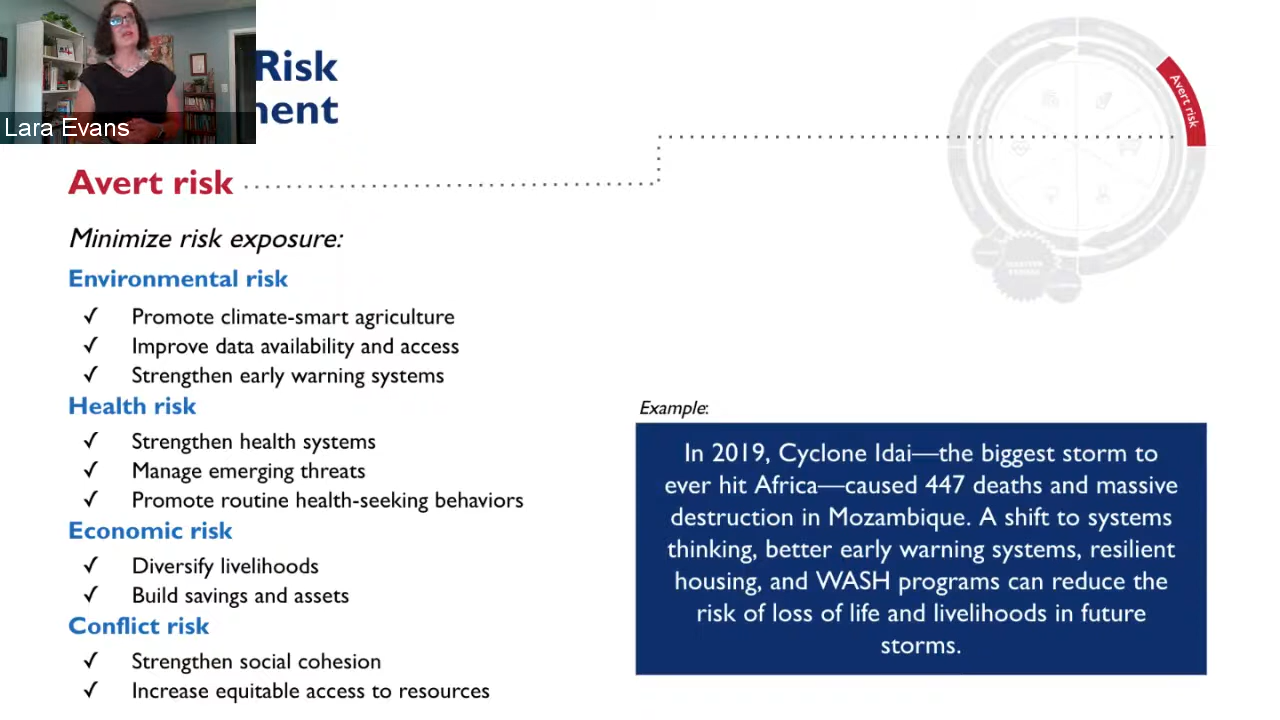 Risk
ment
Lara Evans
Avert risk
Avert risk
Minimize risk exposure:
Environmental risk
✓ Promote climate-smart agriculture
✓ Improve data availability and access
✓ Strengthen early warning systems
Health risk
✓ Strengthen health systems
✓ Manage emerging threats
✓ Promote routine health-seeking behaviors
Economic risk
✓ Diversify livelihoods
✓ Build savings and assets
Conflict risk
✓ Strengthen social cohesion
✓ Increase equitable access to resources
Example:
In 2019, Cyclone Idai—the biggest storm to
ever hit Africa—caused 447 deaths and massive
destruction in Mozambique. A shift to systems
thinking, better early warning systems, resilient
housing, and WASH programs can reduce the
risk of loss of life and livelihoods in future
storms.